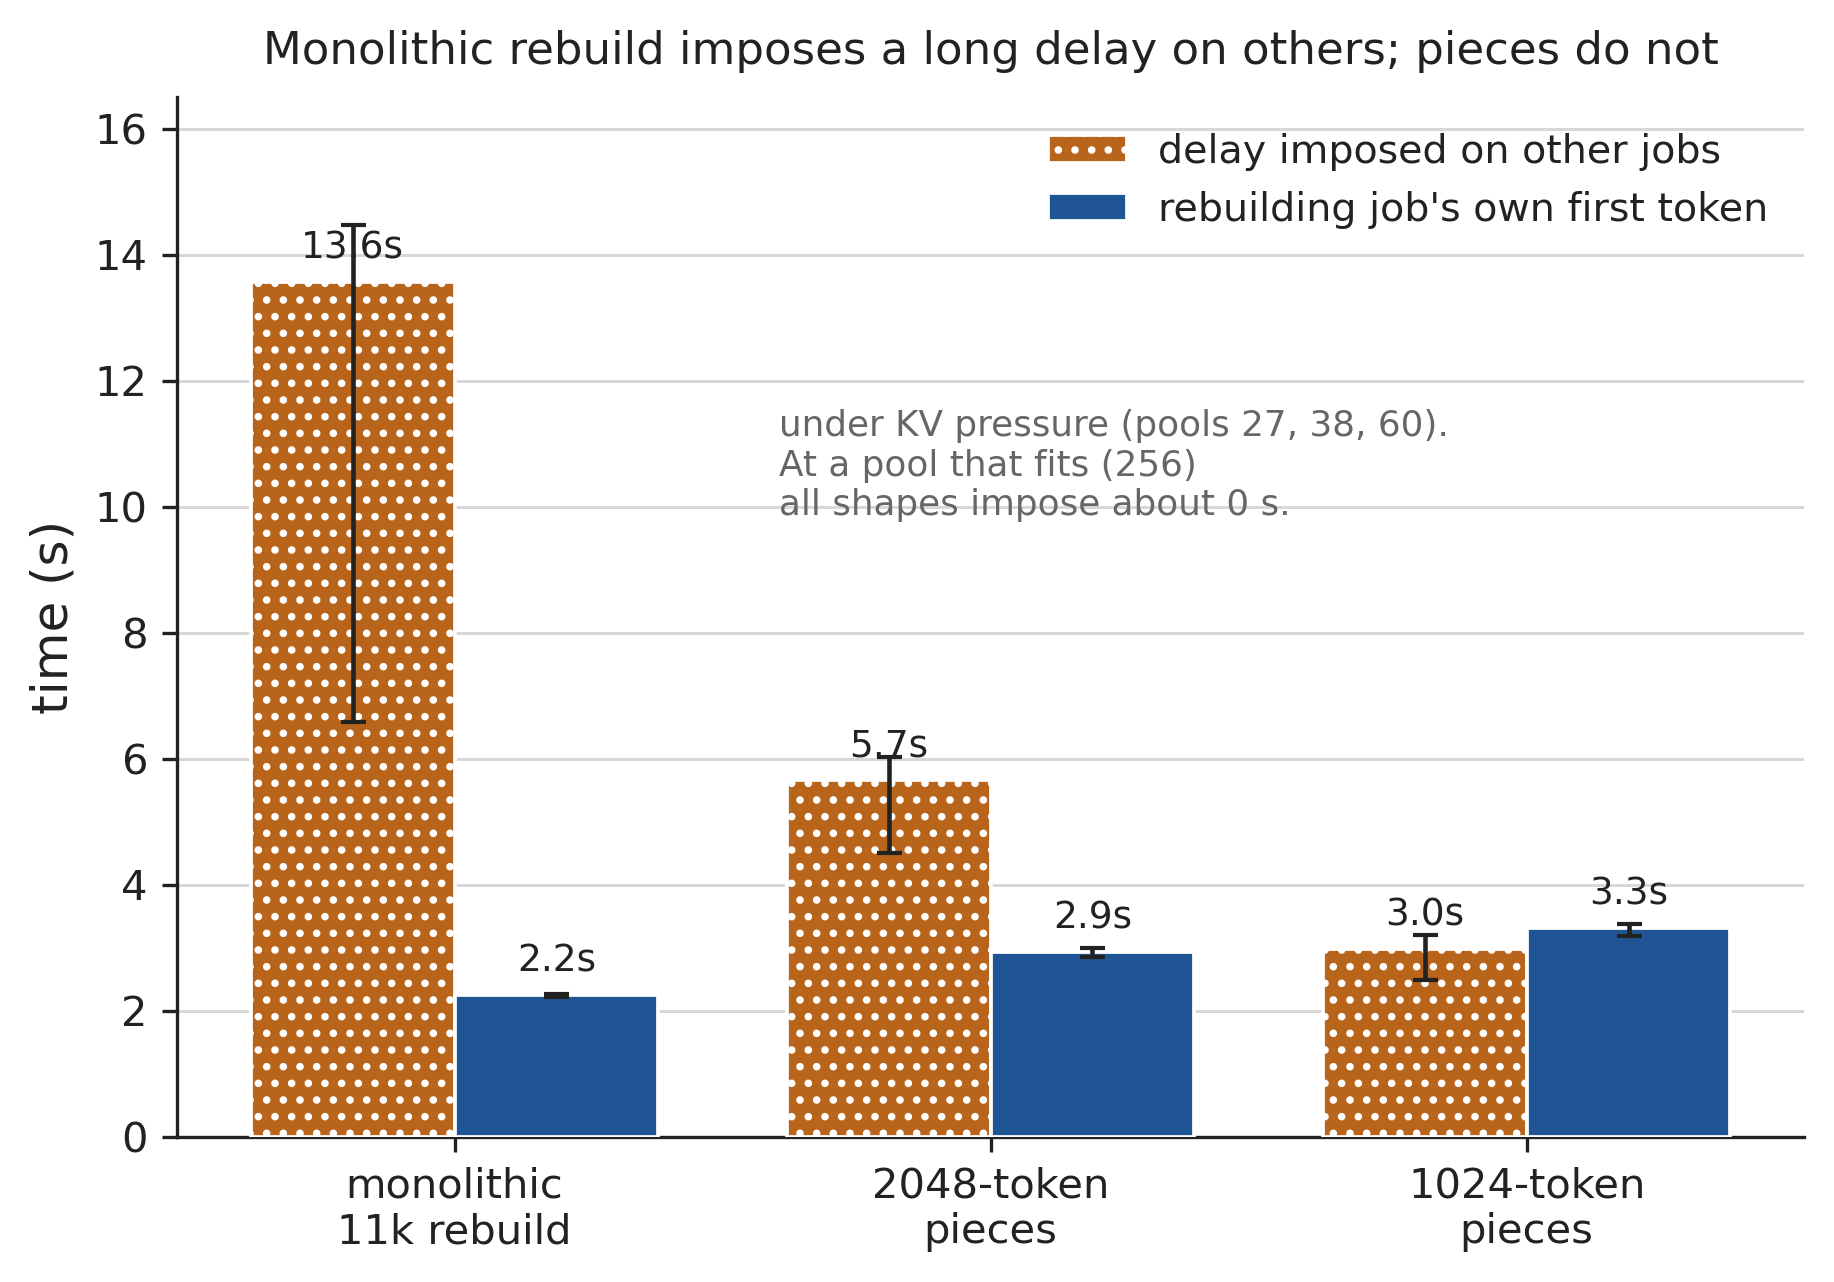 Monolithic rebuild imposes a long delay on others; pieces do not
16
14
12
10
8
6
4
2
0
time (s)
delay imposed on other jobs
rebuilding job's own first token
13.6s
under KV pressure (pools 27, 38, 60).
At a pool that fits (256)
all shapes impose about 0 s.
5.7s
2.2s
2.9s
3.0s
3.3s
monolithic
11k rebuild
2048-token
pieces
1024-token
pieces